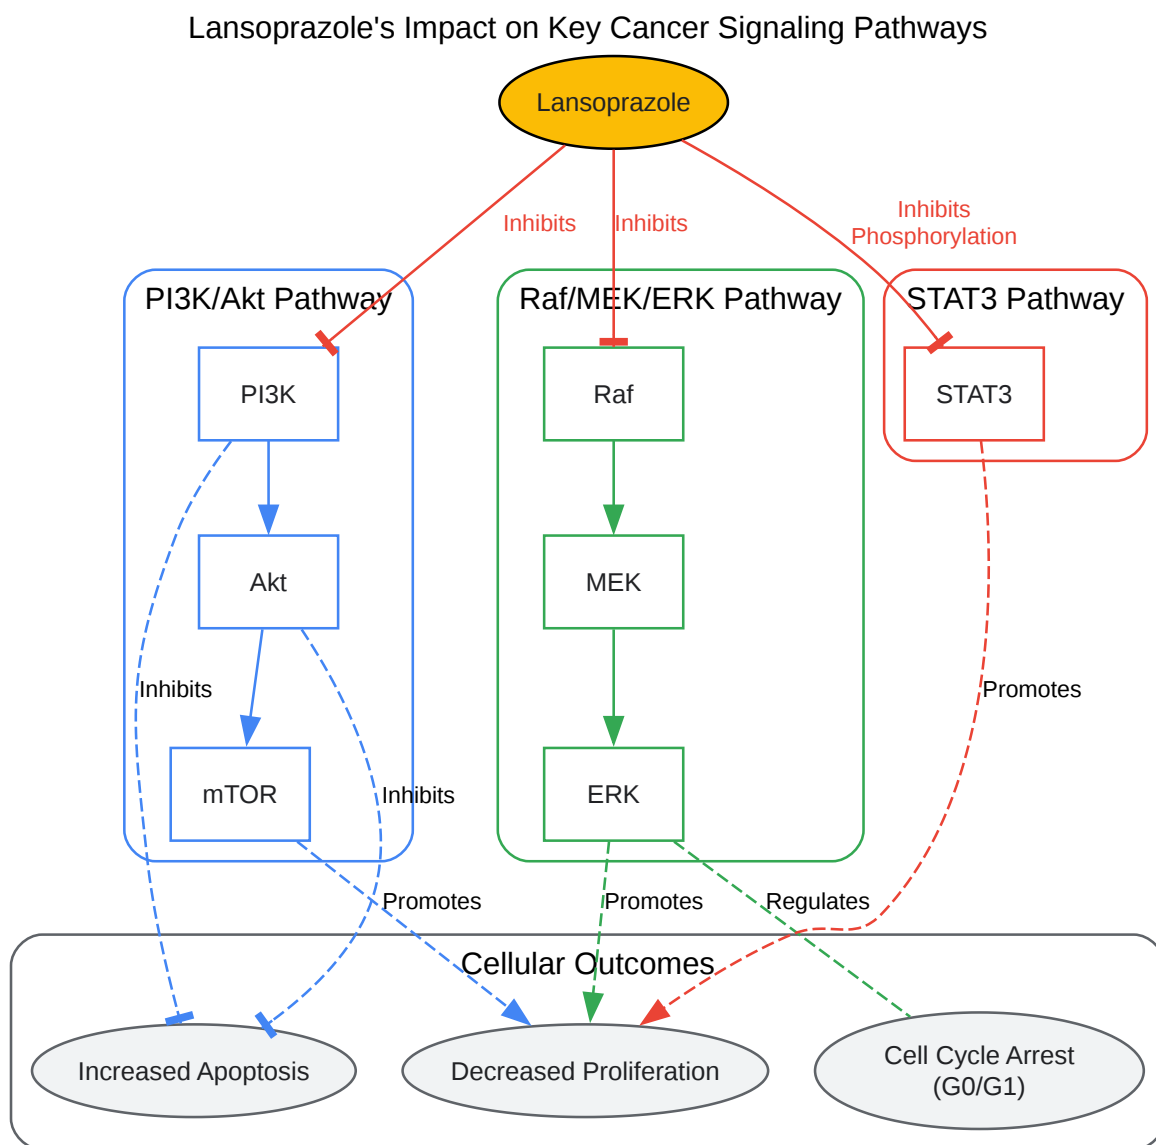 Lansoprazole's Impact on Key Cancer Signaling Pathways
Lansoprazole
Inhibits
Inhibits
Inhibits
Phosphorylation
PI3K/Akt Pathway
Raf/MEK/ERK Pathway
STAT3 Pathway
PI3K
Raf
STAT3
Akt
MEK
Inhibits
Promotes
mTOR
Inhibits
ERK
Promotes
Promotes
Regulates
Cellular Outcomes
Increased Apoptosis
Decreased Proliferation
Cell Cycle Arrest
(G0/G1)